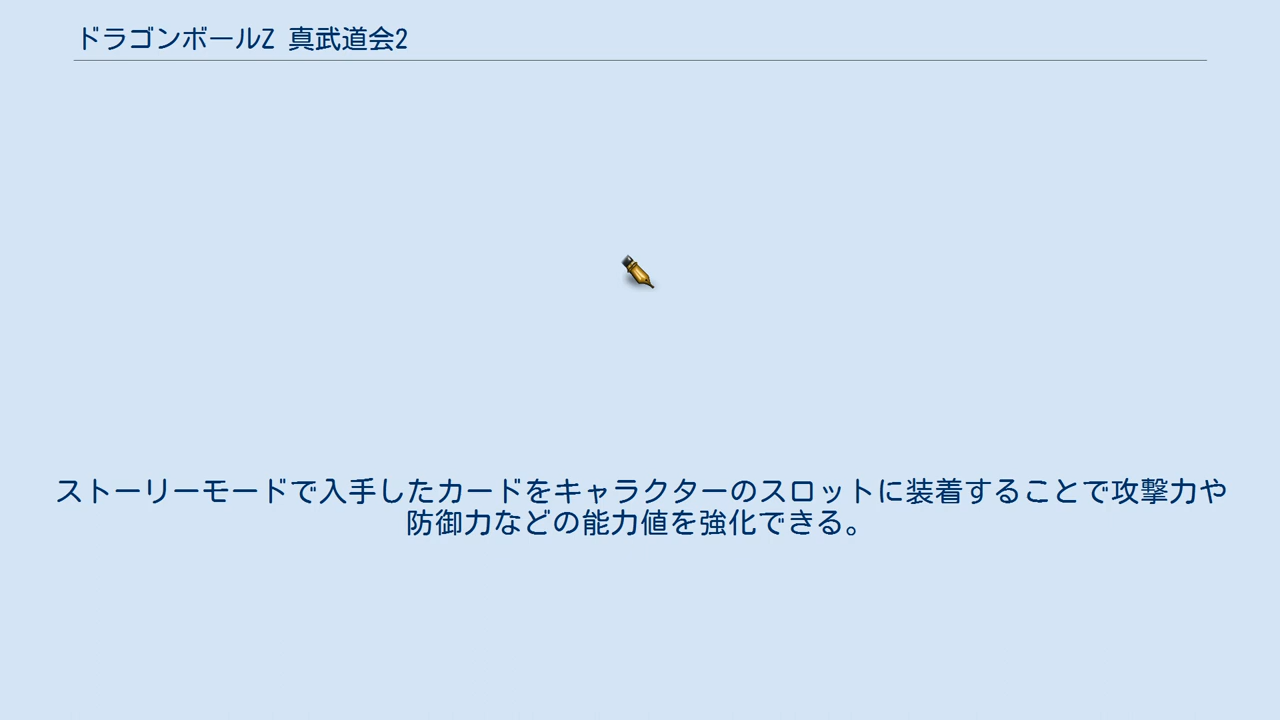 ドラゴンボールZ 真武道会2
ストーリーモードで入手したカードをキャラクターのスロットに装着することで攻撃力や
防御力などの能力値を強化できる。